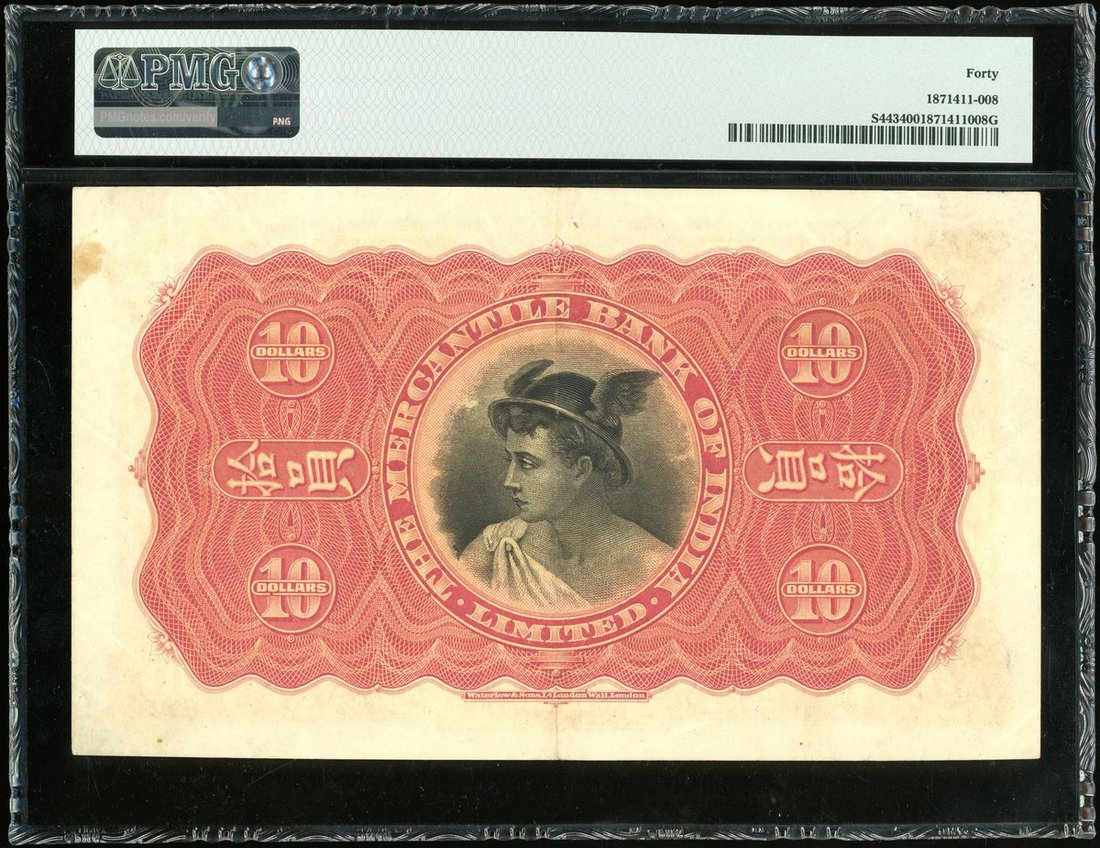 PMG
PMGnotes.com/verify
PNG
Forty
1871411-008
S4434001871411008G
THE MERCANTILE BANK OF INDIA
· LIMITED ·
10
DOLLARS
10
DOLLARS
拾員
拾員
10
DOLLARS
10
DOLLARS
Waterlow & Sons, Ld London Wall, London